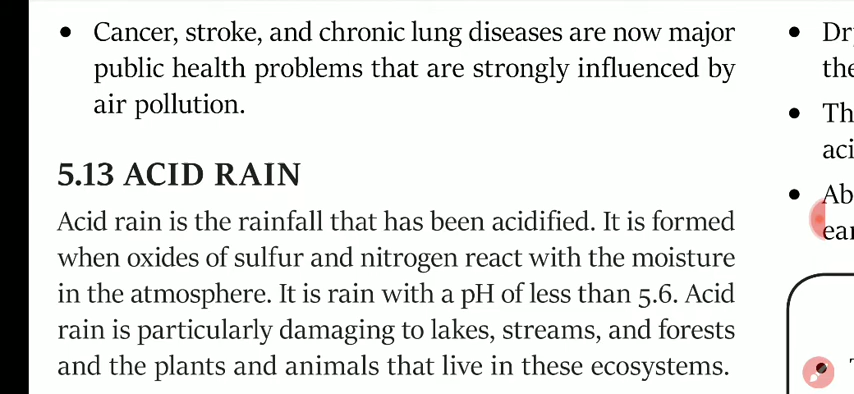 • Cancer, stroke, and chronic lung diseases are now major
public health problems that are strongly influenced by
air pollution.
5.13 ACID RAIN
Acid rain is the rainfall that has been acidified. It is formed
when oxides of sulfur and nitrogen react with the moisture
in the atmosphere. It is rain with a pH of less than 5.6. Acid
rain is particularly damaging to lakes, streams, and forests
and the plants and animals that live in these ecosystems.